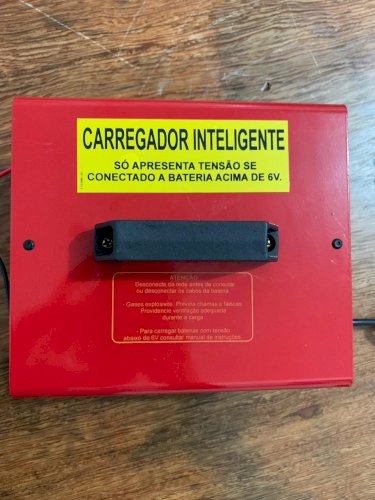 CARREGADOR INTELIGENTE
SÓ APRESENTA TENSÃO SE
CONECTADO A BATERIA ACIMA DE 6V.
ATENÇÃO
- Desconecte da rede antes de conectar
ou desconectar os cabos da bateria
- Gases explosivos. Previna chamas e faíscas
Providencie ventilação adequada
durante a carga
- Para carregar baterias com tensão
abaixo de 6V consultar manual de instruções.